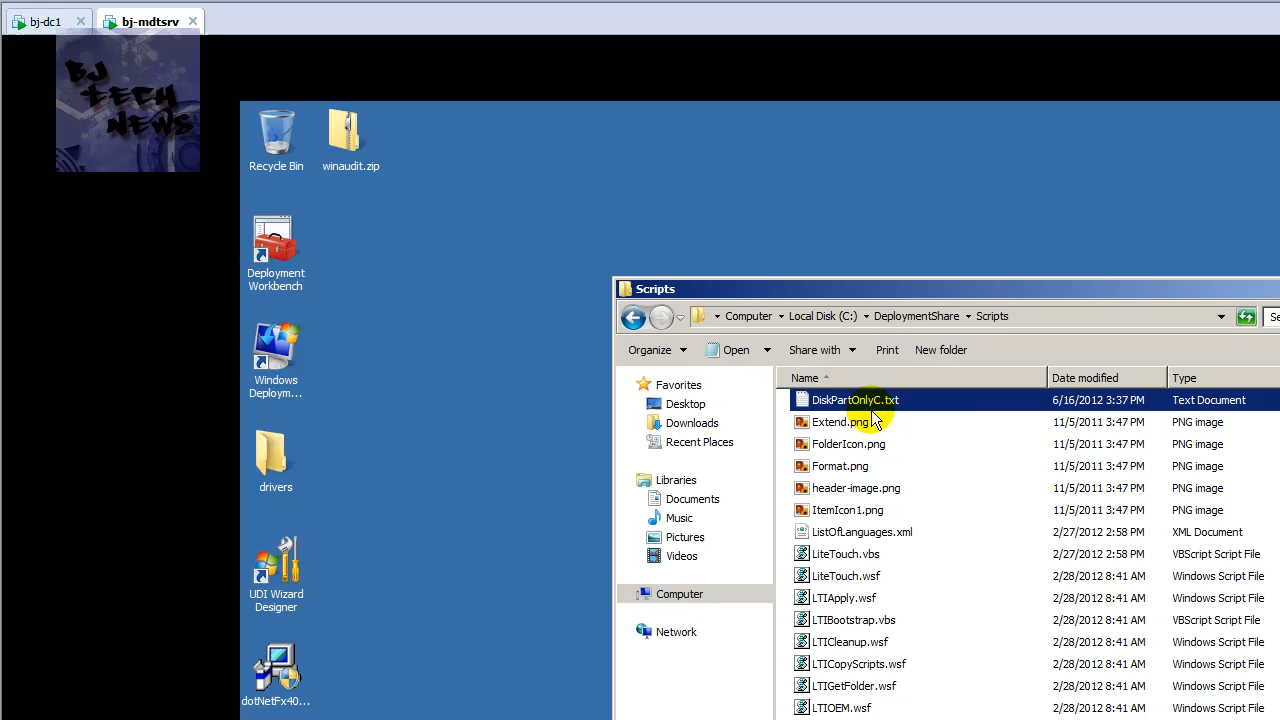 bj-dc1
bj-mdtsrv
BJ
TECH
NEWS
Recycle Bin
winaudit.zip
Deployment
Workbench
Windows
Deploym...
drivers
UDI Wizard
Designer
dotNetFx40...
Scripts
Computer
Local Disk (C:)
DeploymentShare
Scripts
Organize
Open
Share with
Print
New folder
Favorites
Desktop
Downloads
Recent Places
Libraries
Documents
Music
Pictures
Videos
Computer
Network
Name Date modified Type
DiskPartOnlyC.txt 6/16/2012 3:37 PM Text Document
Extend.png 11/5/2011 3:47 PM PNG image
FolderIcon.png 11/5/2011 3:47 PM PNG image
Format.png 11/5/2011 3:47 PM PNG image
header-image.png 11/5/2011 3:47 PM PNG image
ItemIcon1.png 11/5/2011 3:47 PM PNG image
ListOfLanguages.xml 2/27/2012 2:58 PM XML Document
LiteTouch.vbs 2/27/2012 2:58 PM VBScript Script File
LiteTouch.wsf 2/28/2012 8:41 AM Windows Script File
LTIApply.wsf 2/28/2012 8:41 AM Windows Script File
LTIBootstrap.vbs 2/28/2012 8:41 AM VBScript Script File
LTICleanup.wsf 2/28/2012 8:41 AM Windows Script File
LTICopyScripts.wsf 2/28/2012 8:41 AM Windows Script File
LTIGetFolder.wsf 2/28/2012 8:41 AM Windows Script File
LTIOEM.wsf 2/28/2012 8:41 AM Windows Script File